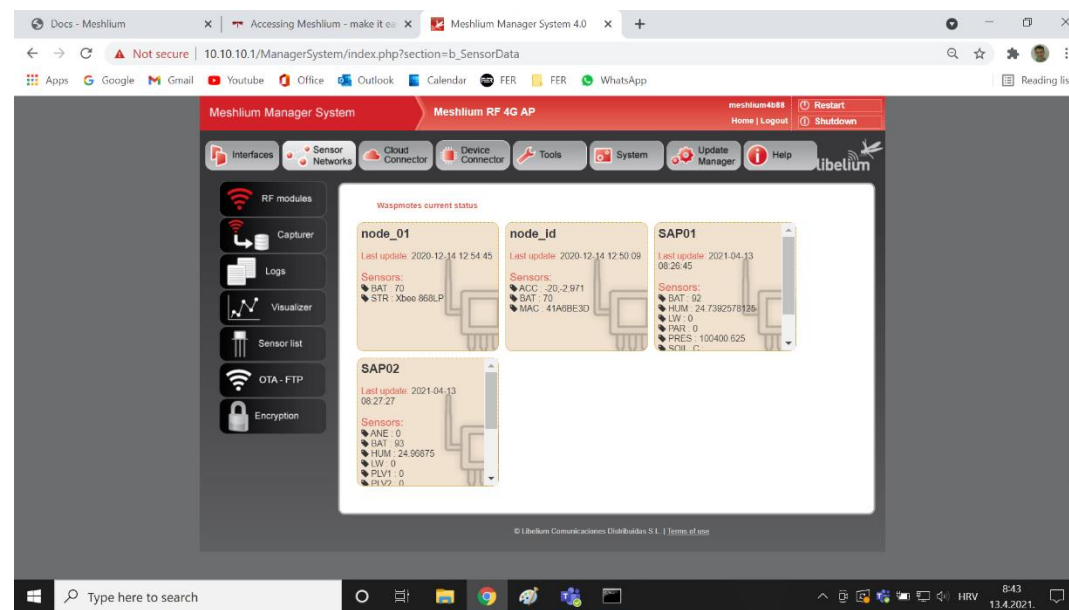 Docs - Meshlium
Accessing Meshlium - make it ea
Meshlium Manager System 4.0
Not secure
10.10.10.1/ManagerSystem/index.php?section=b_SensorData
Apps
Google
Gmail
Youtube
Office
Outlook
Calendar
FER
FER
WhatsApp
Reading lis
Meshlium Manager System
Meshlium RF 4G AP
meshlium4b88
Home | Logout
Restart
Shutdown
Interfaces
Sensor
Networks
Cloud
Connector
Device
Connector
Tools
System
Update
Manager
Help
libelium
RF modules
Capturer
Logs
Visualizer
Sensor list
OTA - FTP
Encryption
Waspmotes current status
node_01
Last update: 2020-12-14 12:54:45
Sensors:
BAT : 70
STR : Xbee 868LP
node_id
Last update: 2020-12-14 12:50:09
Sensors:
ACC : -20,-2,971
BAT : 70
MAC : 41A6BE3D
SAP01
Last update: 2021-04-13
08:26:45
Sensors:
BAT : 92
HUM : 24.7392578125
LW : 0
PAR : 0
PRES : 100400.625
SOIL_C
SAP02
Last update: 2021-04-13
08:27:27
Sensors:
ANE : 0
BAT : 93
HUM : 24.96875
LW : 0
PLV1 : 0
PLV2 : 0
© Libelium Comunicaciones Distribuidas S.L. | Terms of use
Type here to search
HRV
8:43
13.4.2021.